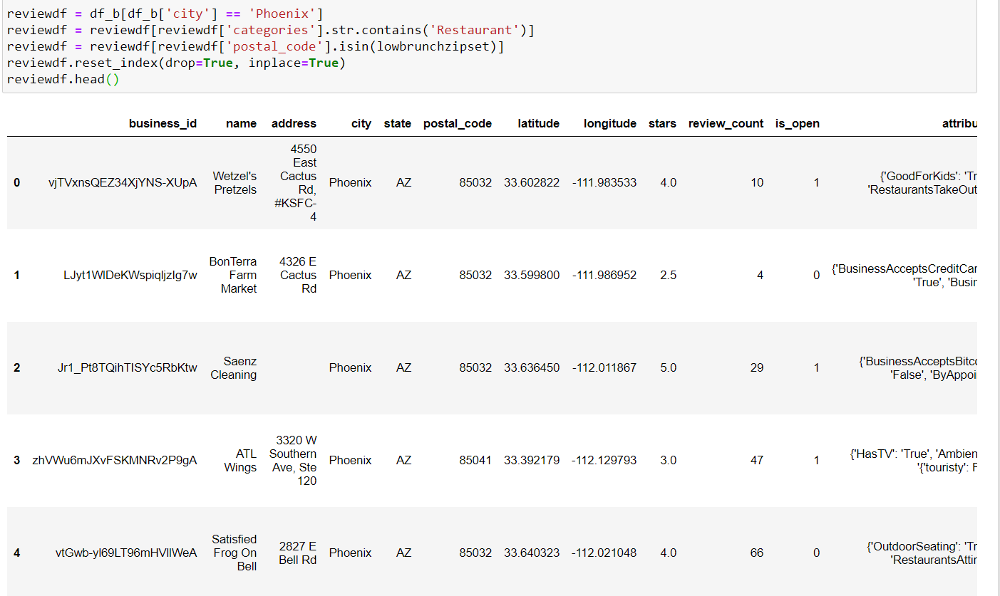 reviewdf = df_b[df_b['city'] == 'Phoenix']
reviewdf = reviewdf[reviewdf['categories'].str.contains('Restaurant')]
reviewdf = reviewdf[reviewdf['postal_code'].isin(lowbrunchzipset)]
reviewdf.reset_index(drop=True, inplace=True)
reviewdf.head()
business_id name address city state postal_code latitude longitude stars review_count is_open attribu
4550
East
Wetzel's Cactus {'GoodForKids': 'Tr
0 vjTVxnsQEZ34XjYNS-XUpA Phoenix AZ 85032 33.602822 -111.983533 4.0 10 1
Pretzels Rd, 'RestaurantsTakeOut
#KSFC-
4
BonTerra 4326 E {'BusinessAcceptsCreditCar
1 LJyt1WlDeKWspiqljzIg7w Farm Cactus Phoenix AZ 85032 33.599800 -111.986952 2.5 4 0
Market Rd 'True', 'Busin
Saenz {'BusinessAcceptsBitco
2 Jr1_Pt8TQihTISYc5RbKtw Phoenix AZ 85032 33.636450 -112.011867 5.0 29 1
Cleaning 'False', 'ByAppoi
3320 W
ATL Southern {'HasTV': 'True', 'Ambien
3 zhVWu6mJXvFSKMNRv2P9gA Phoenix AZ 85041 33.392179 -112.129793 3.0 47 1
Wings Ave, Ste '{'touristy': F
120
Satisfied 2827 E {'OutdoorSeating': 'Tr
4 vtGwb-yl69LT96mHVllWeA Frog On Phoenix AZ 85032 33.640323 -112.021048 4.0 66 0
Bell Bell Rd 'RestaurantsAttir